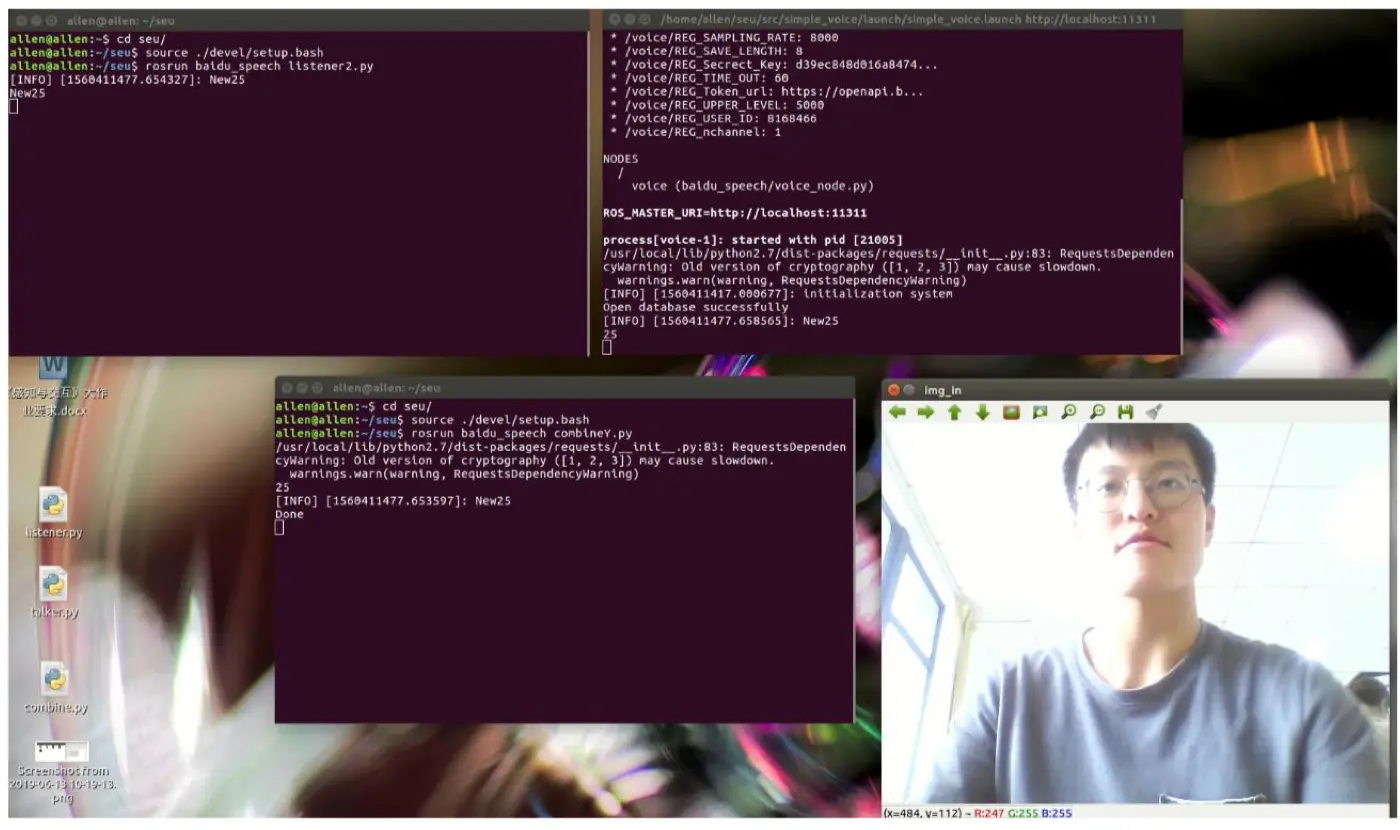 allen@allen: ~/seu
allen@allen:~$ cd seu/
allen@allen:~/seu$ source ./devel/setup.bash
allen@allen:~/seu$ rosrun baidu_speech listener2.py
[INFO] [1560411477.654327]: New25
New25
/home/allen/seu/src/simple_voice/launch/simple_voice.launch http://localhost:11311
* /voice/REG_SAMPLING_RATE: 8000
* /voice/REG_SAVE_LENGTH: 8
* /voice/REG_Secrect_Key: d39ec848d016a8474...
* /voice/REG_TIME_OUT: 60
* /voice/REG_Token_url: https://openapi.b...
* /voice/REG_UPPER_LEVEL: 5000
* /voice/REG_USER_ID: 8168466
* /voice/REG_nchannel: 1
NODES
/
voice (baidu_speech/voice_node.py)
ROS_MASTER_URI=http://localhost:11311
process[voice-1]: started with pid [21005]
/usr/local/lib/python2.7/dist-packages/requests/__init__.py:83: RequestsDependen
cyWarning: Old version of cryptography ([1, 2, 3]) may cause slowdown.
warnings.warn(warning, RequestsDependencyWarning)
[INFO] [1560411417.000677]: initialization system
Open database successfully
[INFO] [1560411477.658565]: New25
25
W
《感知与交互》大作
业要求.docx
listener.py
talker.py
combine.py
Screenshot from
2019-06-13 10-19-13.
png
allen@allen: ~/seu
allen@allen:~$ cd seu/
allen@allen:~/seu$ source ./devel/setup.bash
allen@allen:~/seu$ rosrun baidu_speech combineY.py
/usr/local/lib/python2.7/dist-packages/requests/__init__.py:83: RequestsDependen
cyWarning: Old version of cryptography ([1, 2, 3]) may cause slowdown.
warnings.warn(warning, RequestsDependencyWarning)
25
[INFO] [1560411477.653597]: New25
Done
img_in
(x=484, y=112) ~ R:247 G:255 B:255